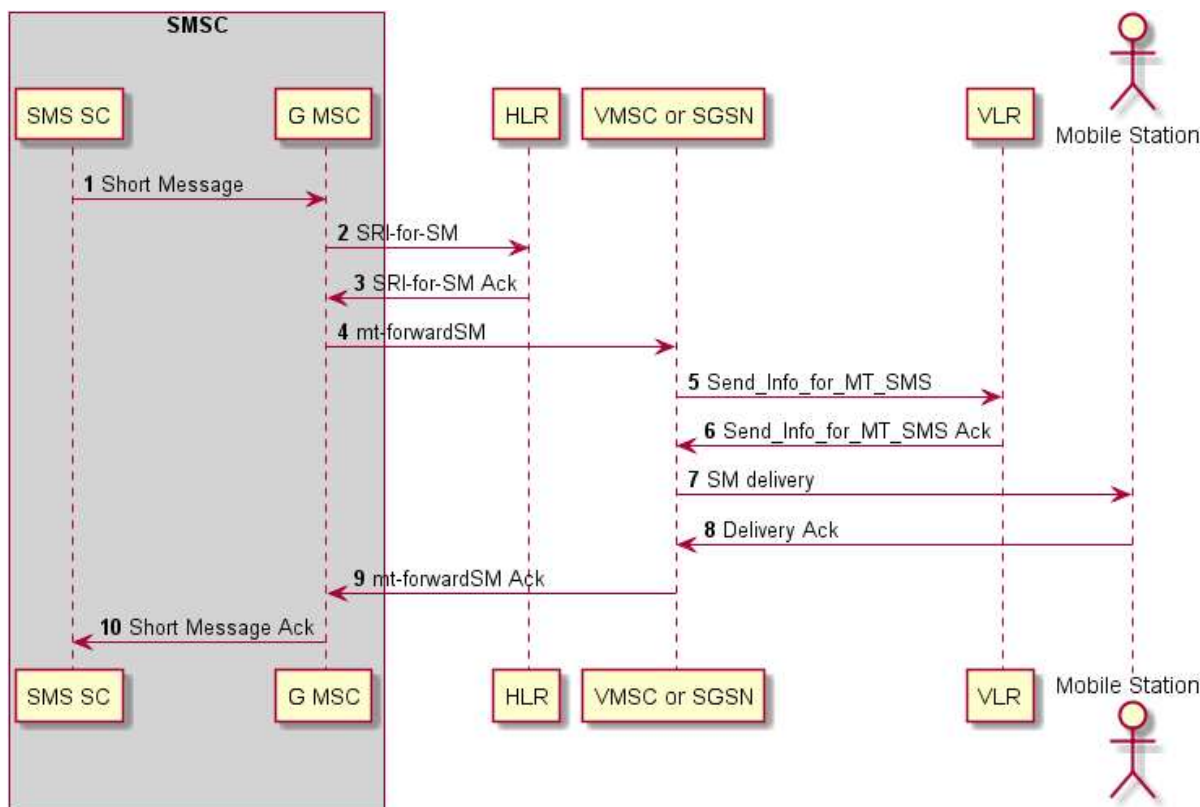 SMSC
SMS SC
G MSC
HLR
VMSC or SGSN
VLR
Mobile Station
1 Short Message
2 SRI-for-SM
3 SRI-for-SM Ack
4 mt-forwardSM
5 Send_Info_for_MT_SMS
6 Send_Info_for_MT_SMS Ack
7 SM delivery
8 Delivery Ack
9 mt-forwardSM Ack
10 Short Message Ack
SMS SC
G MSC
HLR
VMSC or SGSN
VLR
Mobile Station